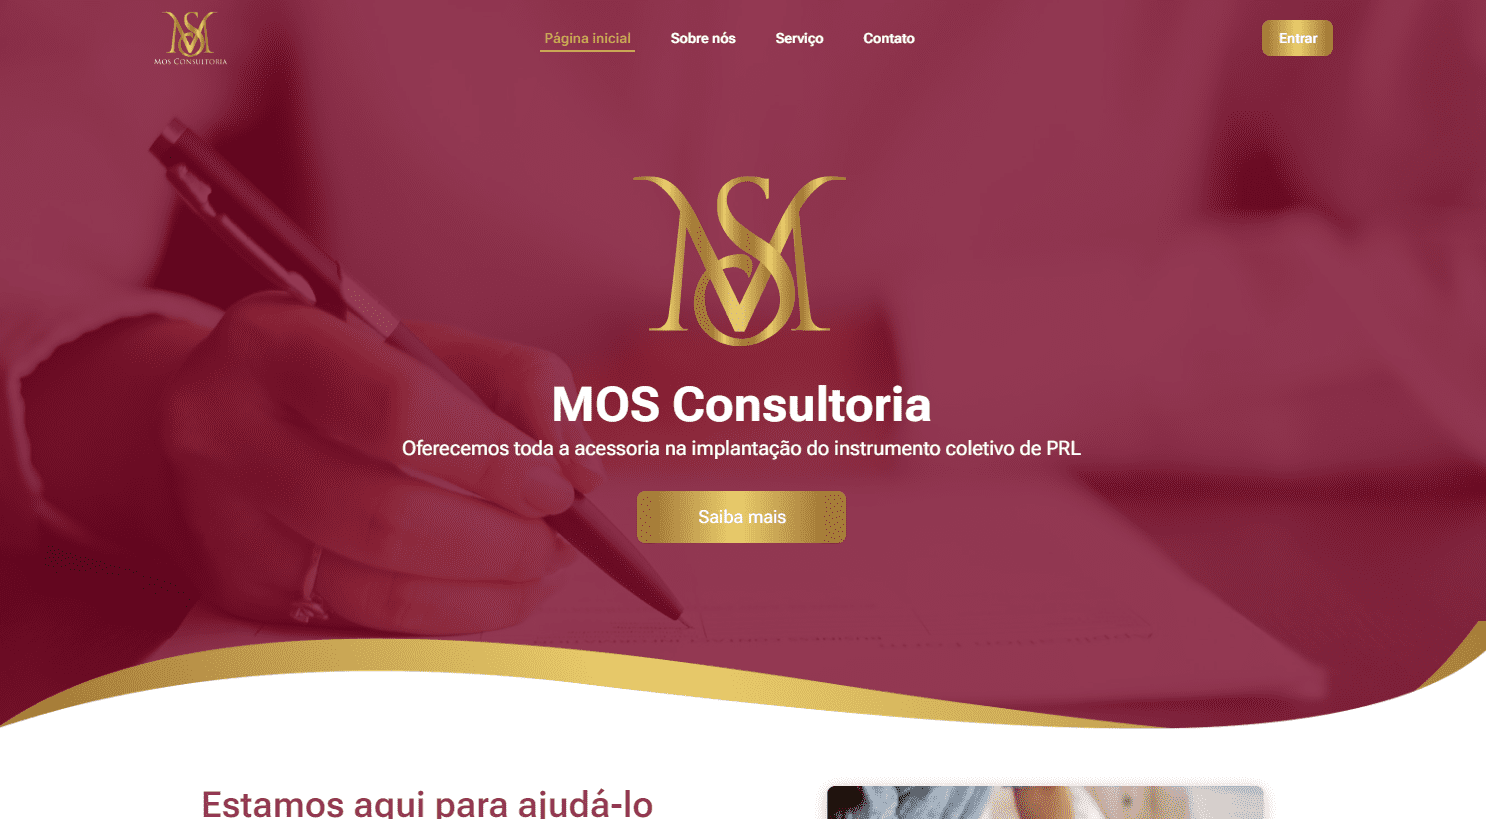 MOS CONSULTORIA
Página inicial
Sobre nós
Serviço
Contato
Entrar
MOS Consultoria
Oferecemos toda a acessoria na implantação do instrumento coletivo de PRL
Saiba mais
Estamos aqui para ajudá-lo